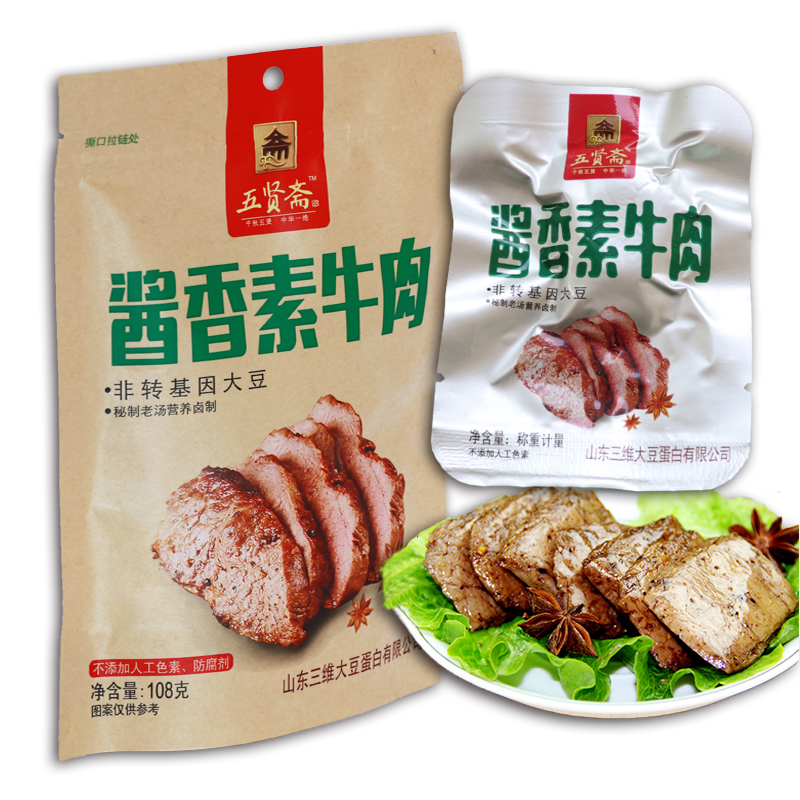 撕口拉链处
五贤斋
TM
千秋五贤 中华一绝
酱香素牛肉
•非转基因大豆
•秘制老汤营养卤制
不添加人工色素、防腐剂
净含量:108克
图案仅供参考
山东三维大豆蛋白有限公司
五贤斋
千秋五贤 中华一绝
酱香素牛肉
•非转基因大豆
•秘制老汤营养卤制
净含量:称重计量
不添加人工色素
山东三维大豆蛋白有限公司